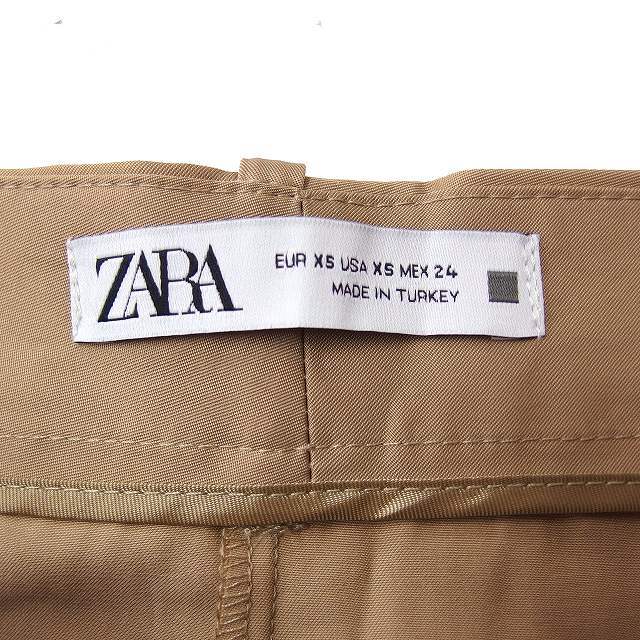 ZARA
EUR XS USA XS MEX 24
MADE IN TURKEY